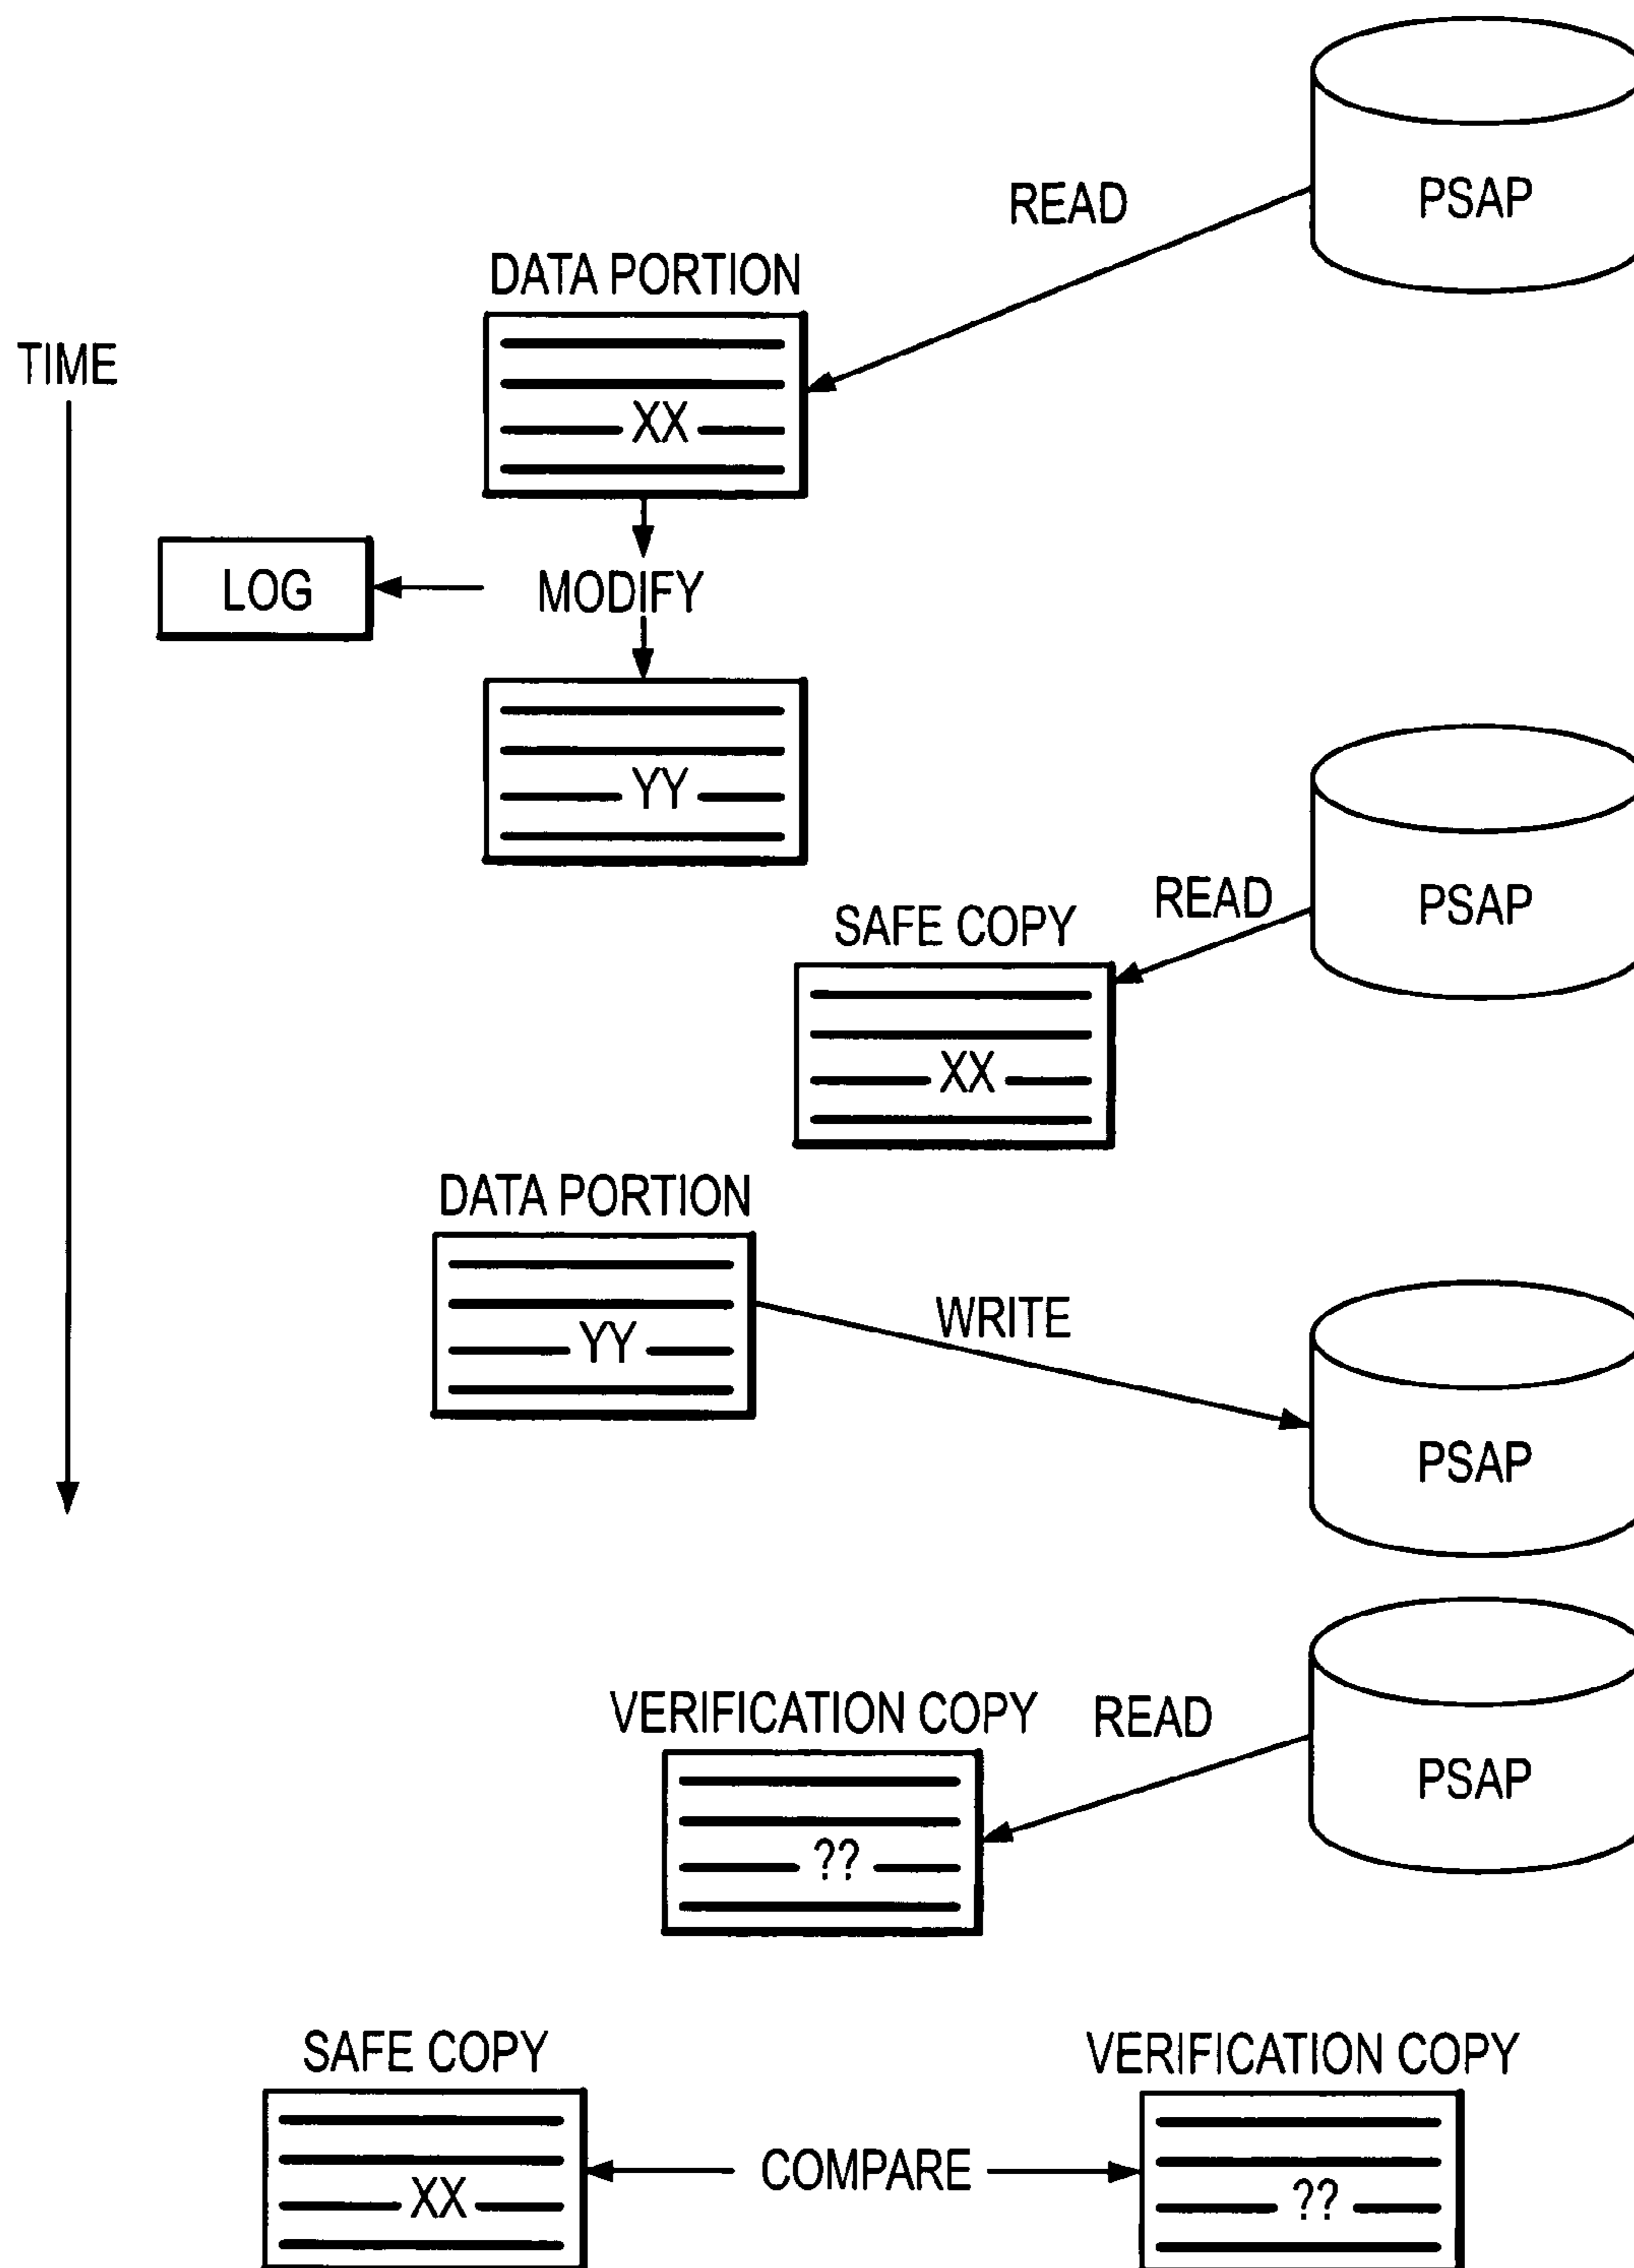 READ
PSAP
DATA PORTION
TIME
XX
LOG
MODIFY
YY
READ
PSAP
SAFE COPY
XX
DATA PORTION
YY
WRITE
PSAP
VERIFICATION COPY
READ
PSAP
??
SAFE COPY
VERIFICATION COPY
COMPARE
XX
??